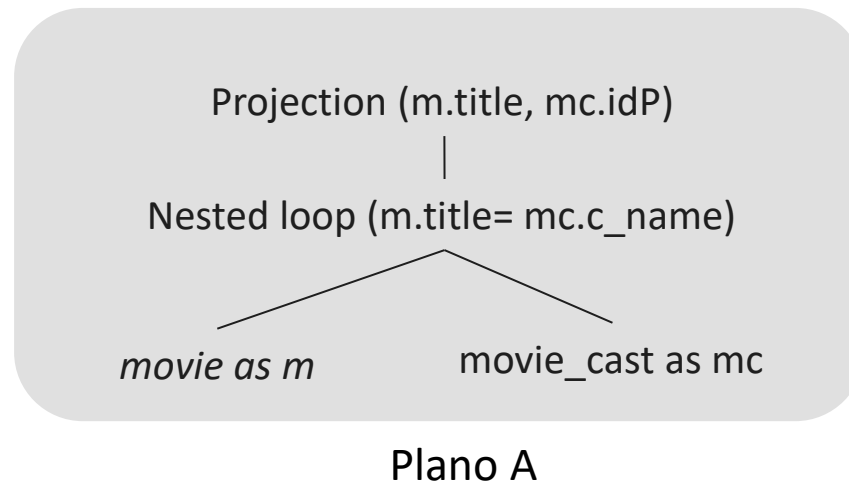 Projection (m.title, mc.idP)
Nested loop (m.title= mc.c_name)
movie as m
movie_cast as mc
Plano A